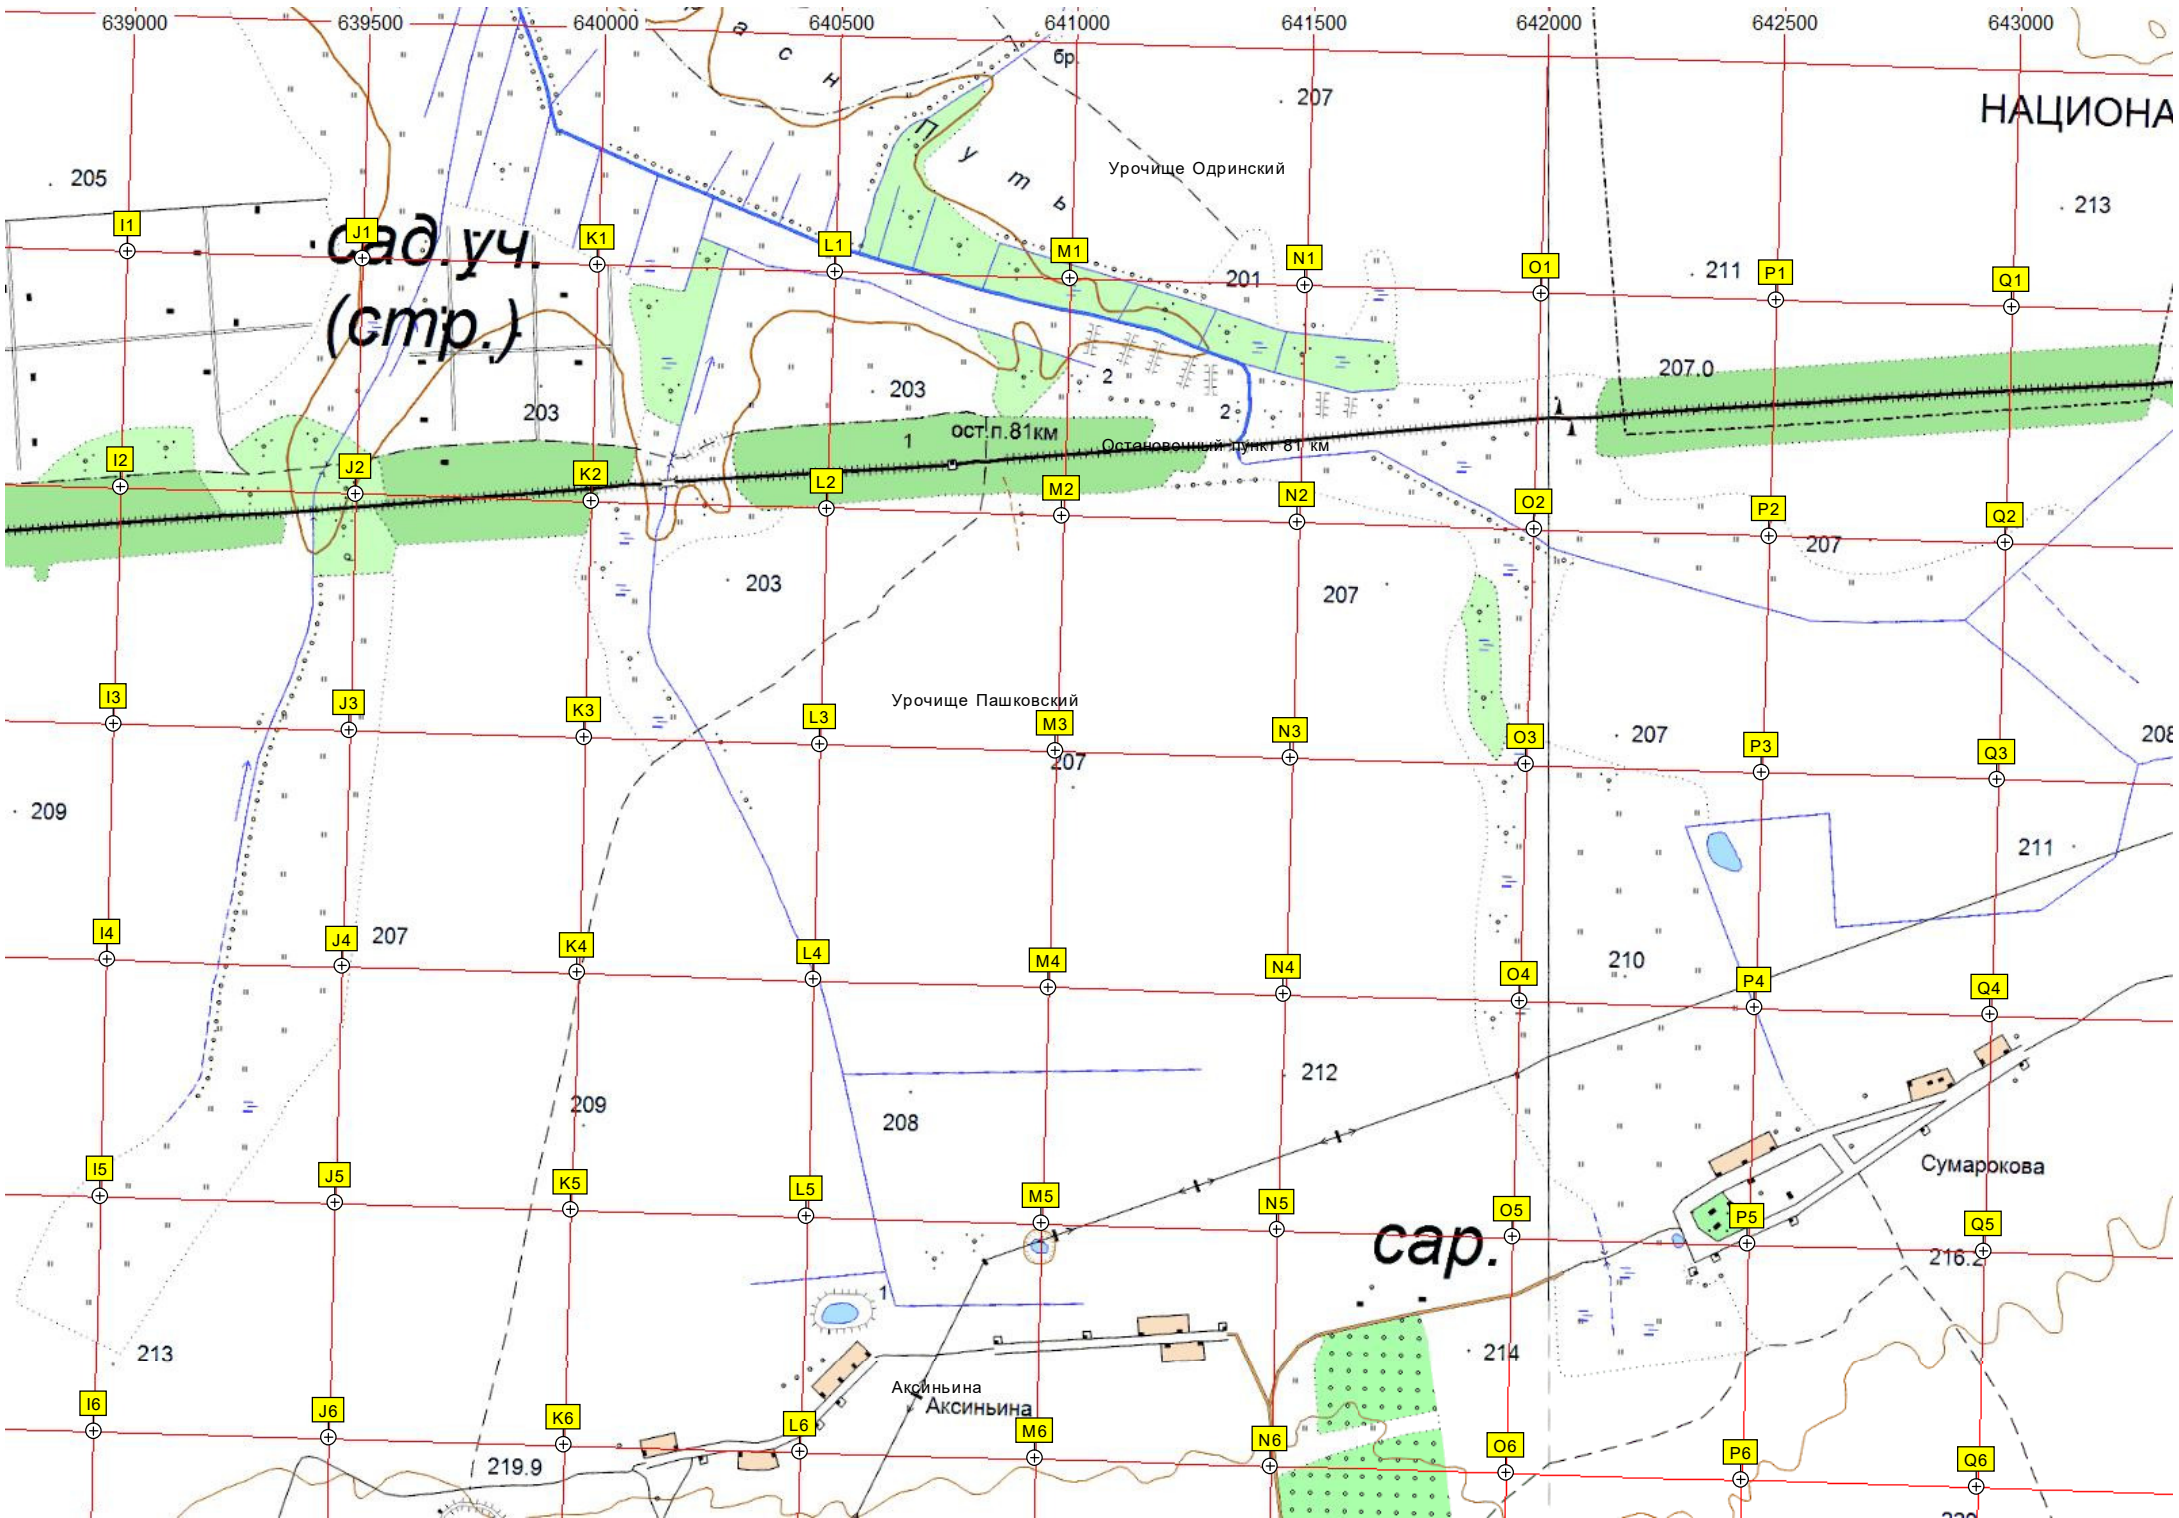 639000 639500 640000 640500 641000 641500 642000 642500 643000
а с н
бр.
207
НАЦИОНА
П у т ь
Урочище Одринский
205
213
I1 J1 K1 L1 M1 N1 O1 P1 Q1
сад.уч.
(стр.)
201
211
203
203
2
2
207.0
1
ост.п.81км
Остановочный пункт 81 км
I2 J2 K2 L2 M2 N2 O2 P2 Q2
207
203
207
Урочище Пашковский
I3 J3 K3 L3 M3 N3 O3 P3 Q3
207
207
208
209
211
207
210
I4 J4 K4 L4 M4 N4 O4 P4 Q4
212
209
208
Сумарокова
I5 J5 K5 L5 M5 N5 O5 P5 Q5
сар.
216.2
1
213
214
Аксиньина
Аксиньина
I6 J6 K6 L6 M6 N6 O6 P6 Q6
219.9